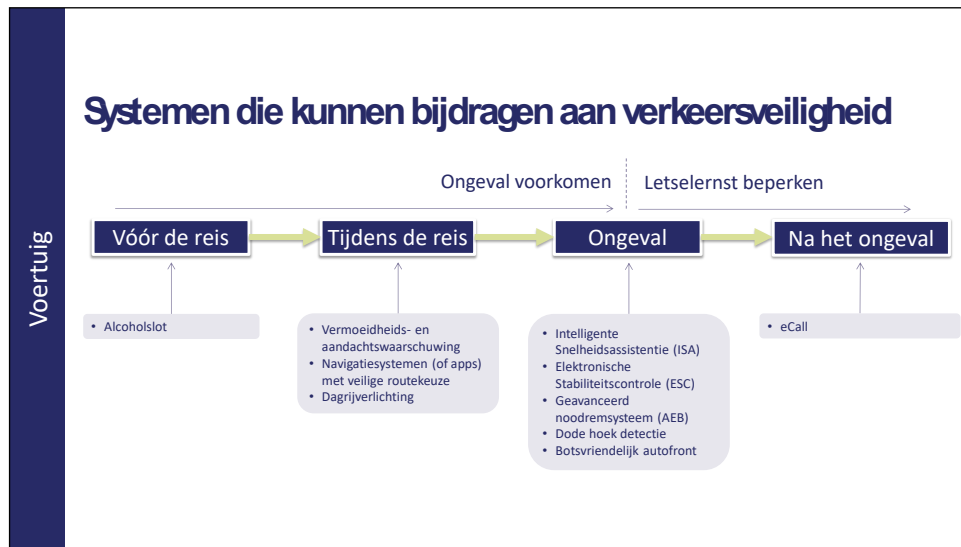 Voertuig
Systemen die kunnen bijdragen aan verkeersveiligheid
Ongeval voorkomen
Letselernst beperken
Vóór de reis
Tijdens de reis
Ongeval
Na het ongeval
• Alcoholslot
• Vermoeidheids- en
aandachtswaarschuwing
• Navigatiesystemen (of apps)
met veilige routekeuze
• Dagrijverlichting
• Intelligente
Snelheidsassistentie (ISA)
• Elektronische
Stabiliteitscontrole (ESC)
• Geavanceerd
noodremsysteem (AEB)
• Dode hoek detectie
• Botsvriendelijk autofront
• eCall